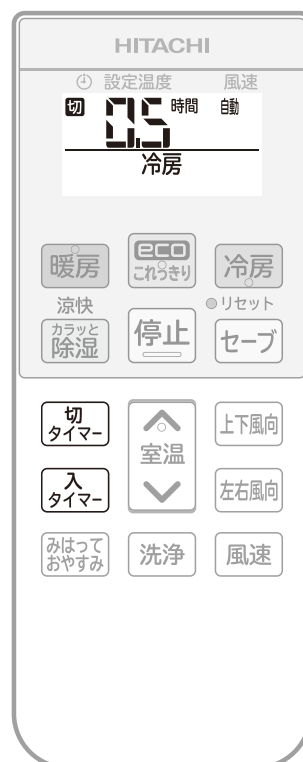 HITACHI
設定温度 風速
切 0.5 時間 自動
冷房
暖房 eco これっきり 冷房
涼快 リセット
カラッと 除湿 停止 セーブ
切タイマー 室温 上下風向
入タイマー 左右風向
みはっておやすみ 洗浄 風速